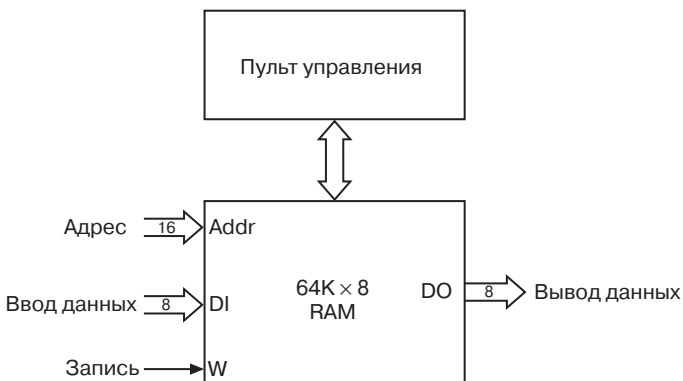 Пульт управления
Адрес 16 Addr
Ввод данных 8 DI
64K × 8
RAM
DO 8 Вывод данных
Запись W